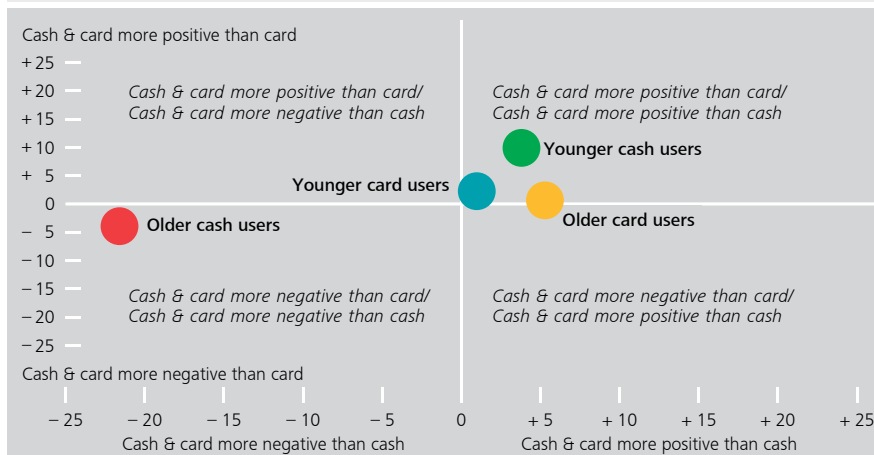 Cash & card more positive than card
+ 25
+ 20
+ 15
+ 10
+ 5
0
– 5
– 10
– 15
– 20
– 25
Cash & card more positive than card/
Cash & card more negative than cash
Cash & card more positive than card/
Cash & card more positive than cash
Younger cash users
Younger card users
Older card users
Older cash users
Cash & card more negative than card/
Cash & card more negative than cash
Cash & card more negative than card/
Cash & card more positive than cash
Cash & card more negative than card
– 25 – 20 – 15 – 10 – 5 0 + 5 + 10 + 15 + 20 + 25
Cash & card more negative than cash
Cash & card more positive than cash